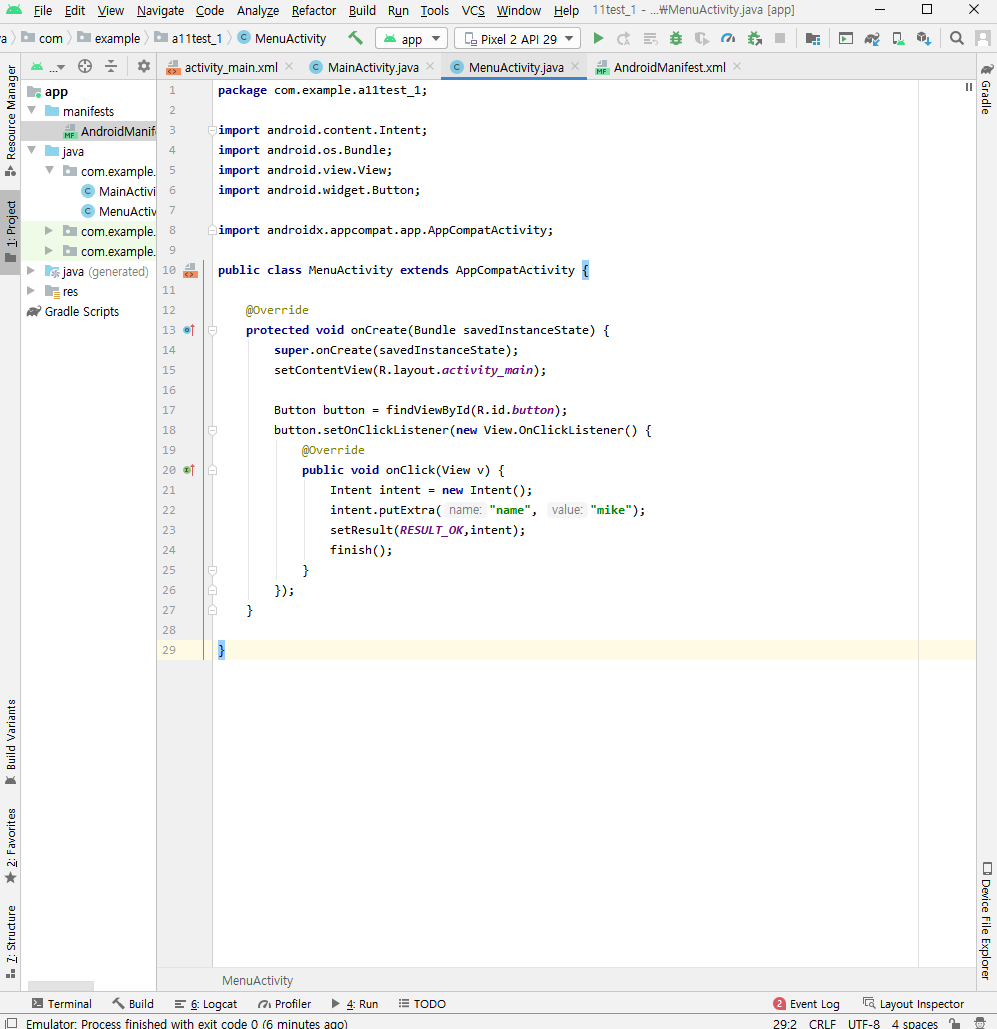 File Edit View Navigate Code Analyze Refactor Build Run Tools VCS Window Help 11test_1 - ...₩MenuActivity.java [app]
va com example a11test_1 MenuActivity app Pixel 2 API 29
... activity_main.xml MainActivity.java MenuActivity.java AndroidManifest.xml
Resource Manager
1: Project
Build Variants
2: Favorites
7: Structure
app
manifests
AndroidManif
java
com.example.
MainActivi
MenuActiv
com.example.
com.example.
java (generated)
res
Gradle Scripts
1 package com.example.a11test_1;
2
3 import android.content.Intent;
4 import android.os.Bundle;
5 import android.view.View;
6 import android.widget.Button;
7
8 import androidx.appcompat.app.AppCompatActivity;
9
10 public class MenuActivity extends AppCompatActivity {
11
12 @Override
13 protected void onCreate(Bundle savedInstanceState) {
14 super.onCreate(savedInstanceState);
15 setContentView(R.layout.activity_main);
16
17 Button button = findViewById(R.id.button);
18 button.setOnClickListener(new View.OnClickListener() {
19 @Override
20 public void onClick(View v) {
21 Intent intent = new Intent();
22 intent.putExtra( name: "name", value: "mike");
23 setResult(RESULT_OK,intent);
24 finish();
25 }
26 });
27 }
28
29 }
Gradle
Device File Explorer
MenuActivity
Terminal Build 6: Logcat Profiler 4: Run TODO 2 Event Log Layout Inspector
Emulator: Process finished with exit code 0 (6 minutes ago) 29:2 CRLF UTF-8 4 spaces